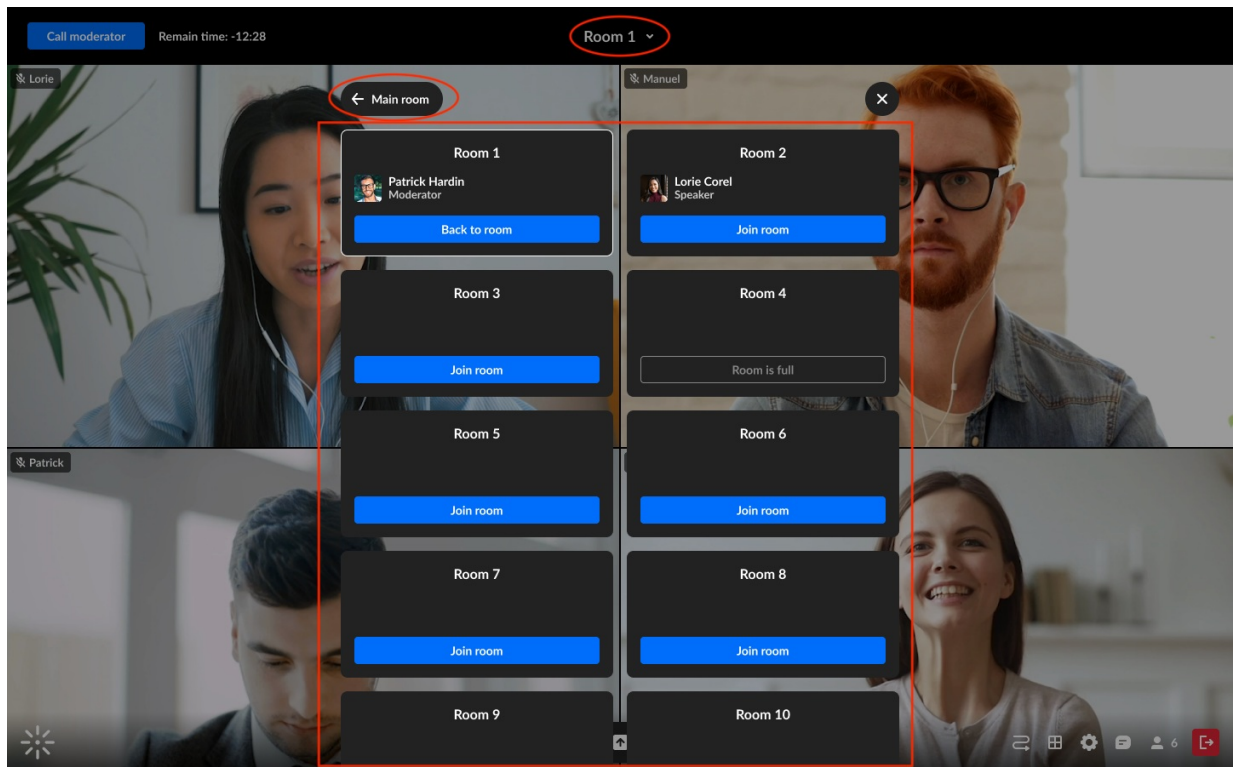 Call moderator
Remain time: -12:28
Room 1
Lorie
Manuel
Main room
Room 1
Room 2
Patrick Hardin
Moderator
Lorie Corel
Speaker
Back to room
Join room
Room 3
Room 4
Join room
Room is full
Room 5
Room 6
Patrick
Join room
Join room
Room 7
Room 8
Join room
Join room
Room 9
Room 10
6